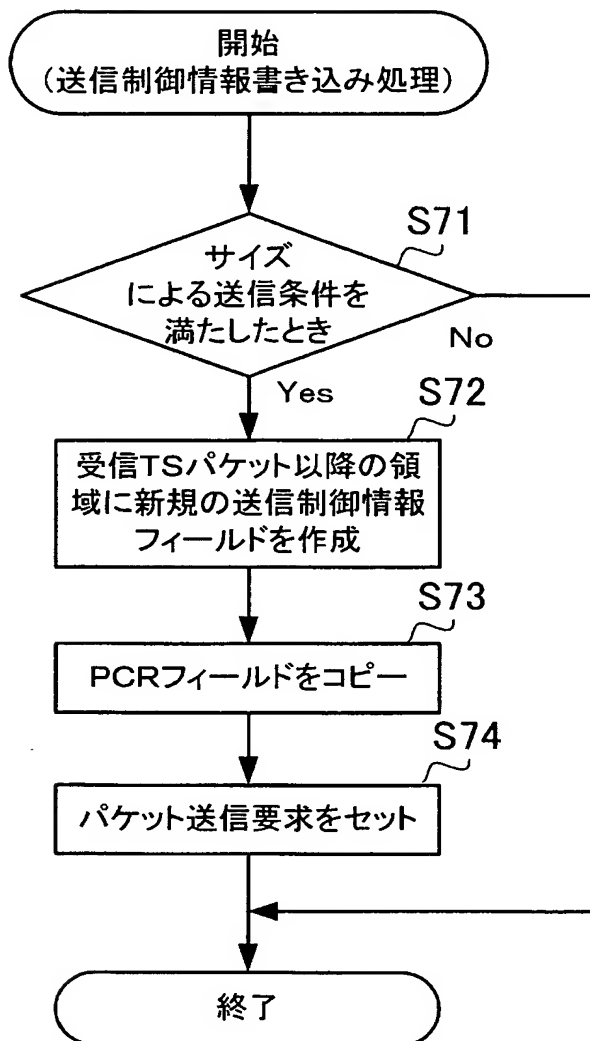 開始
(送信制御情報書き込み処理)
S71
サイズ
による送信条件を
満たしたとき
No
Yes
S72
受信TSパケット以降の領
域に新規の送信制御情報
フィールドを作成
S73
PCRフィールドをコピー
S74
パケット送信要求をセット
終了